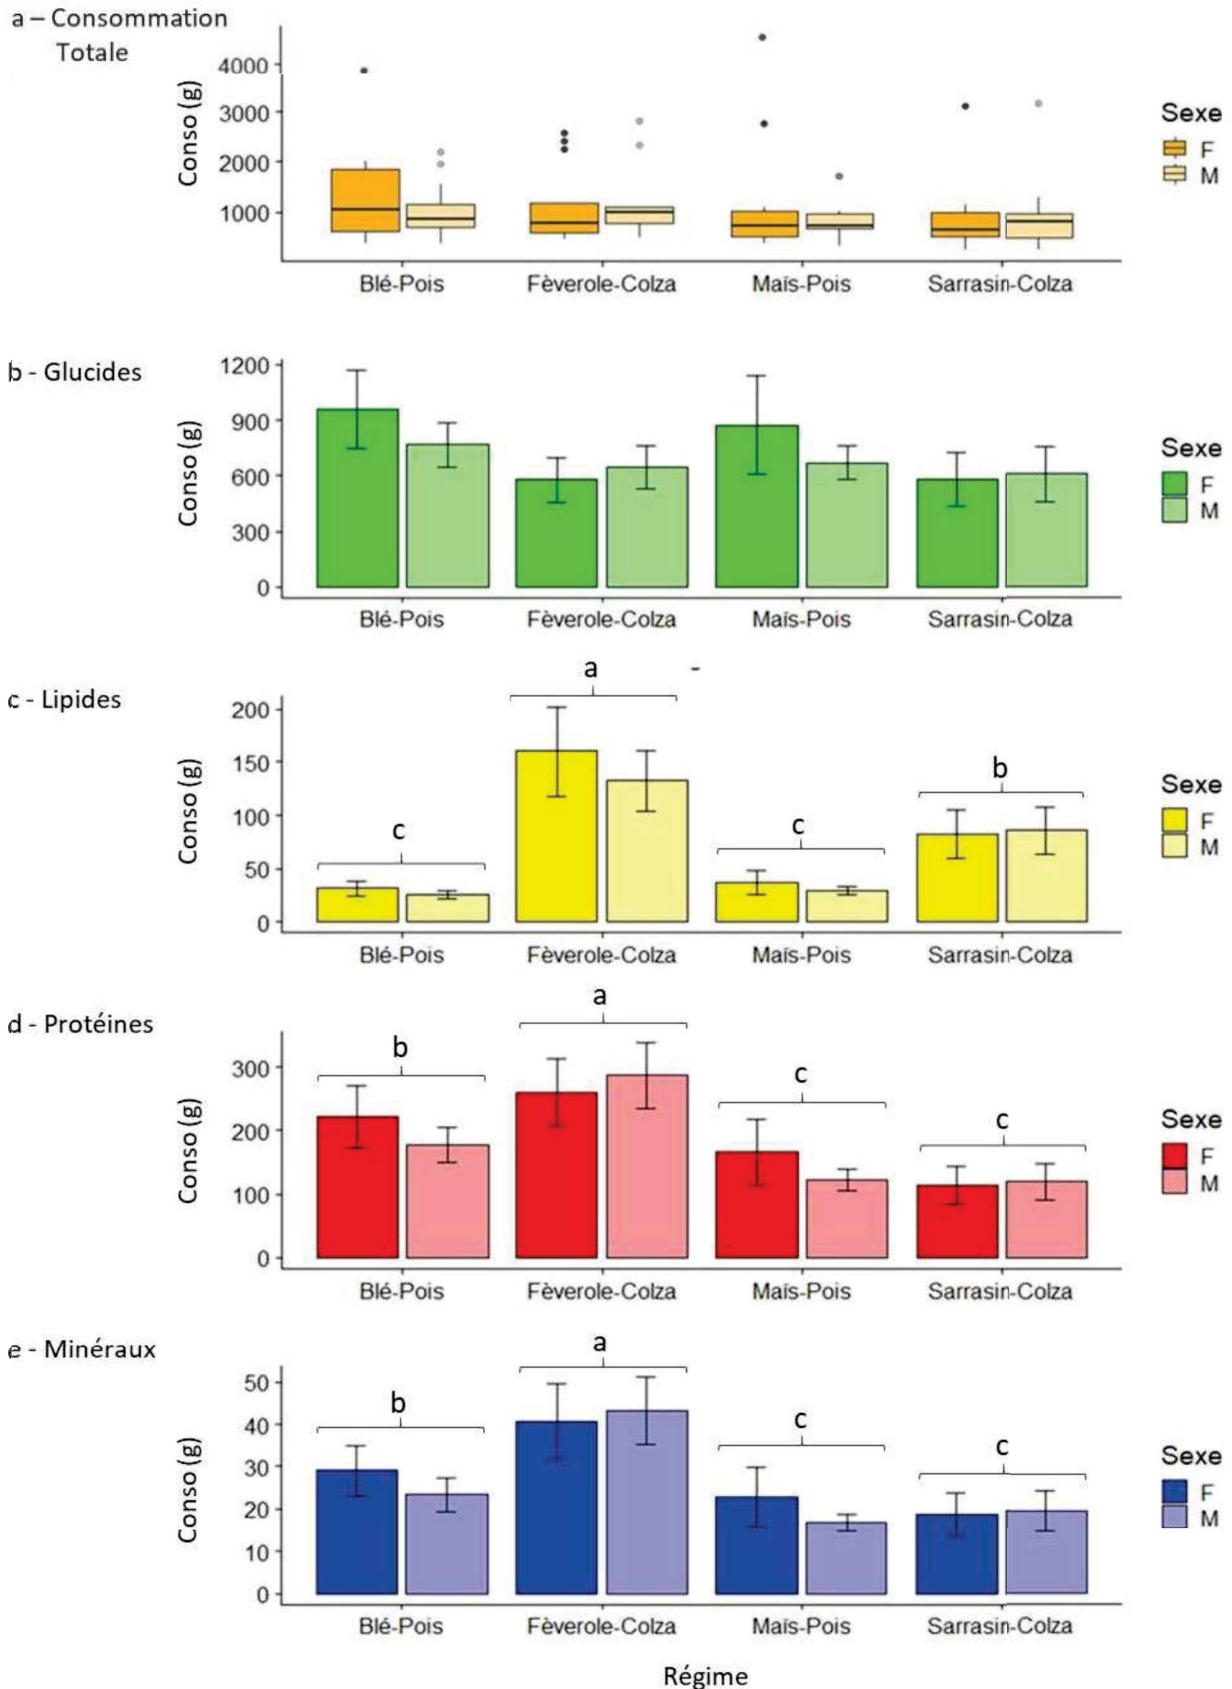 a – Consommation
Totale
Conso (g)
4000
3000
2000
1000
Sexe
F
M
Blé-Pois
Fèverole-Colza
Maïs-Pois
Sarrasin-Colza
b - Glucides
Conso (g)
1200
900
600
300
0
Sexe
F
M
Blé-Pois
Fèverole-Colza
Maïs-Pois
Sarrasin-Colza
c - Lipides
Conso (g)
200
150
100
50
0
c
a
c
b
Sexe
F
M
Blé-Pois
Fèverole-Colza
Maïs-Pois
Sarrasin-Colza
d - Protéines
Conso (g)
300
200
100
0
b
a
c
c
Sexe
F
M
Blé-Pois
Fèverole-Colza
Maïs-Pois
Sarrasin-Colza
e - Minéraux
Conso (g)
50
40
30
20
10
0
b
a
c
c
Sexe
F
M
Blé-Pois
Fèverole-Colza
Maïs-Pois
Sarrasin-Colza
Régime